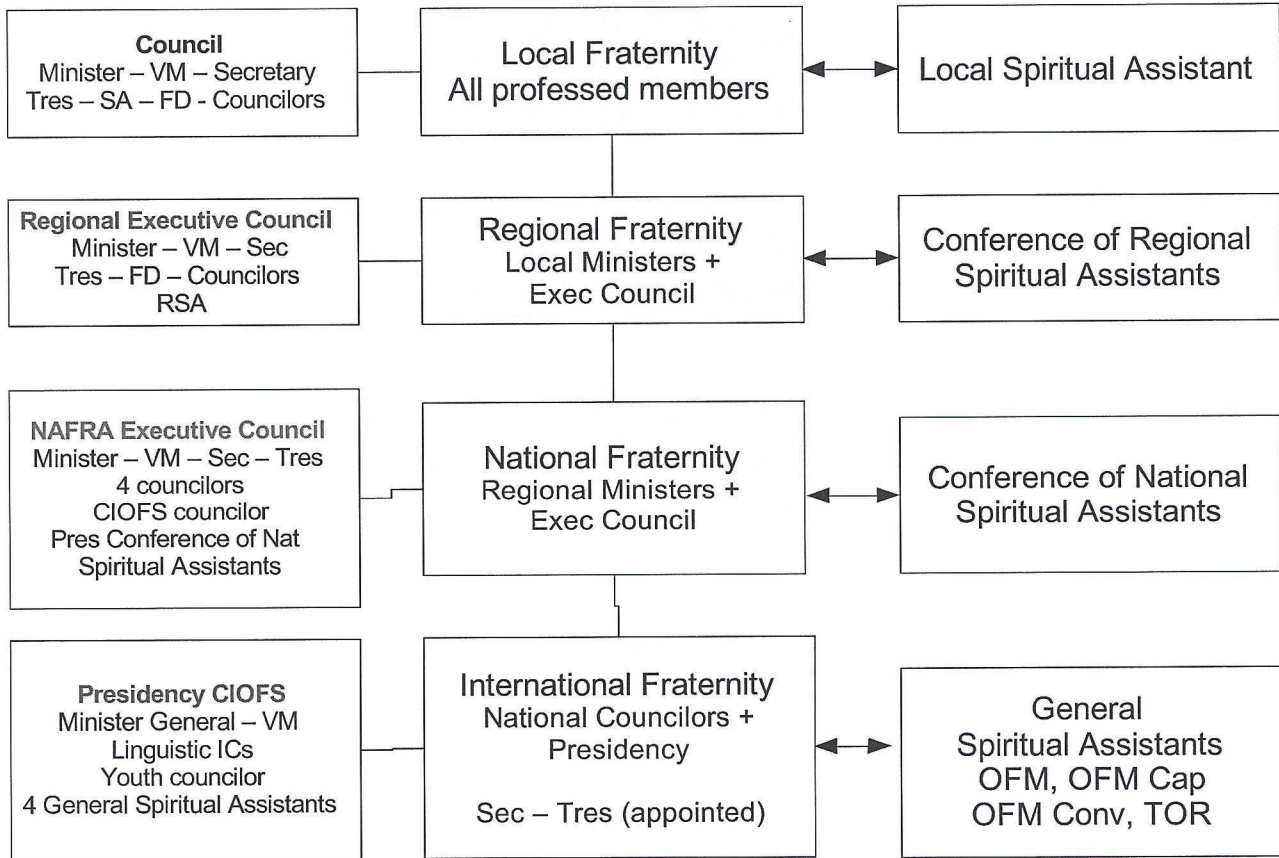 Council
Minister – VM – Secretary
Tres – SA – FD - Councilors
Local Fraternity
All professed members
Local Spiritual Assistant
Regional Executive Council
Minister – VM – Sec
Tres – FD – Councilors
RSA
Regional Fraternity
Local Ministers +
Exec Council
Conference of Regional
Spiritual Assistants
NAFRA Executive Council
Minister – VM – Sec – Tres
4 councilors
CIOFS councilor
Pres Conference of Nat
Spiritual Assistants
National Fraternity
Regional Ministers +
Exec Council
Conference of National
Spiritual Assistants
Presidency CIOFS
Minister General – VM
Linguistic ICs
Youth councilor
4 General Spiritual Assistants
International Fraternity
National Councilors +
Presidency
Sec – Tres (appointed)
General
Spiritual Assistants
OFM, OFM Cap
OFM Conv, TOR